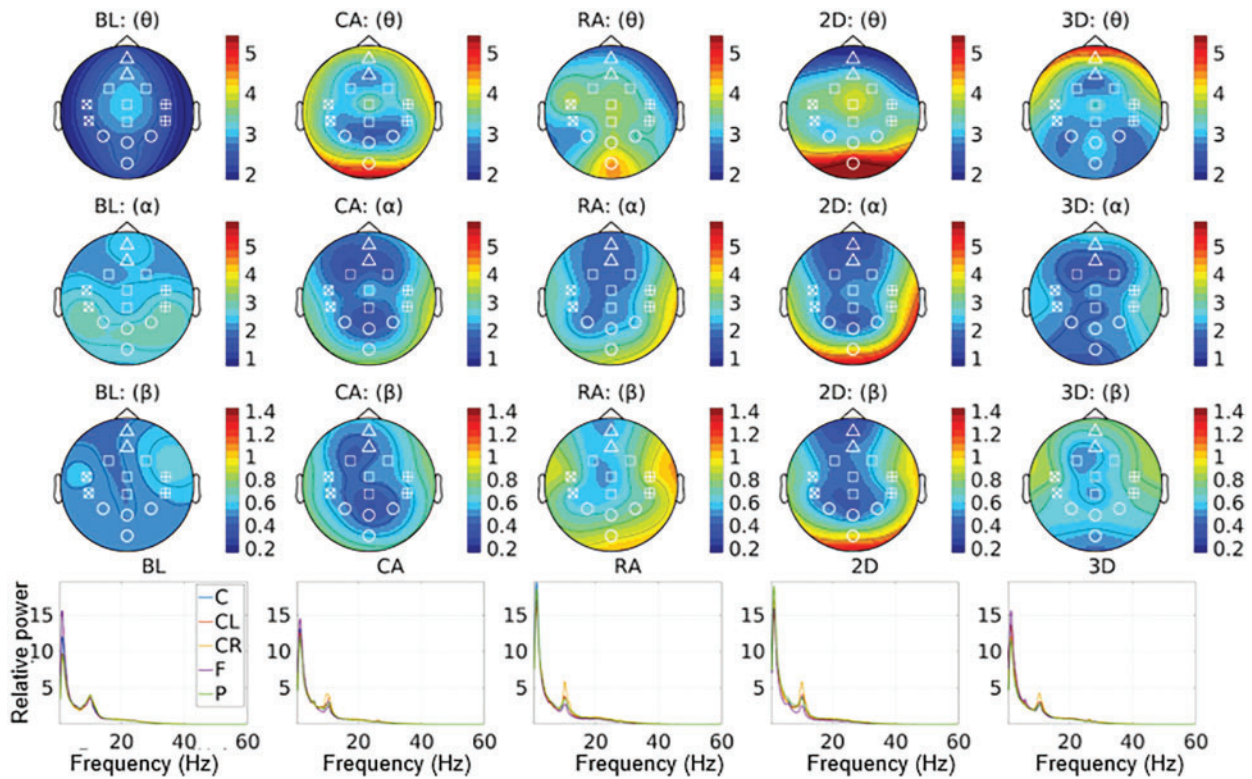 BL: (θ) CA: (θ) RA: (θ) 2D: (θ) 3D: (θ)
5 5 5 5 5
4 4 4 4 4
3 3 3 3 3
2 2 2 2 2
BL: (α) CA: (α) RA: (α) 2D: (α) 3D: (α)
5 5 5 5 5
4 4 4 4 4
3 3 3 3 3
2 2 2 2 2
1 1 1 1 1
BL: (β) CA: (β) RA: (β) 2D: (β) 3D: (β)
1.4 1.4 1.4 1.4 1.4
1.2 1.2 1.2 1.2 1.2
1 1 1 1 1
0.8 0.8 0.8 0.8 0.8
0.6 0.6 0.6 0.6 0.6
0.4 0.4 0.4 0.4 0.4
0.2 0.2 0.2 0.2 0.2
BL CA RA 2D 3D
Relative power
15 15 15 15 15
10 10 10 10 10
5 5 5 5 5
C
CL
CR
F
P
20 40 60 20 40 60 20 40 60 20 40 60 20 40 60
Frequency (Hz) Frequency (Hz) Frequency (Hz) Frequency (Hz) Frequency (Hz)